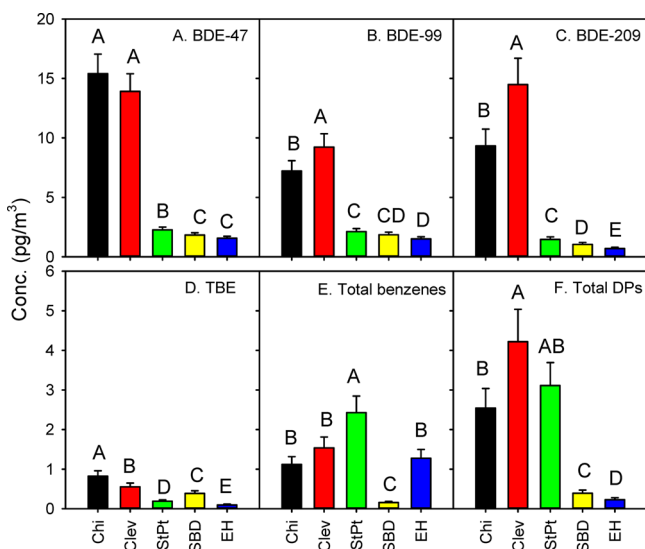 20
15
10
5
0
6
5
4
3
2
1
0
Conc. (pg/m³)
A. BDE-47
A
A
B
C
C
B. BDE-99
B
A
C
CD
D
C. BDE-209
B
A
C
D
E
D. TBE
A
B
D
C
E
E. Total benzenes
B
B
A
C
B
F. Total DPs
B
A
AB
C
D
Chi
Clev
StPt
SBD
EH
Chi
Clev
StPt
SBD
EH
Chi
Clev
StPt
SBD
EH